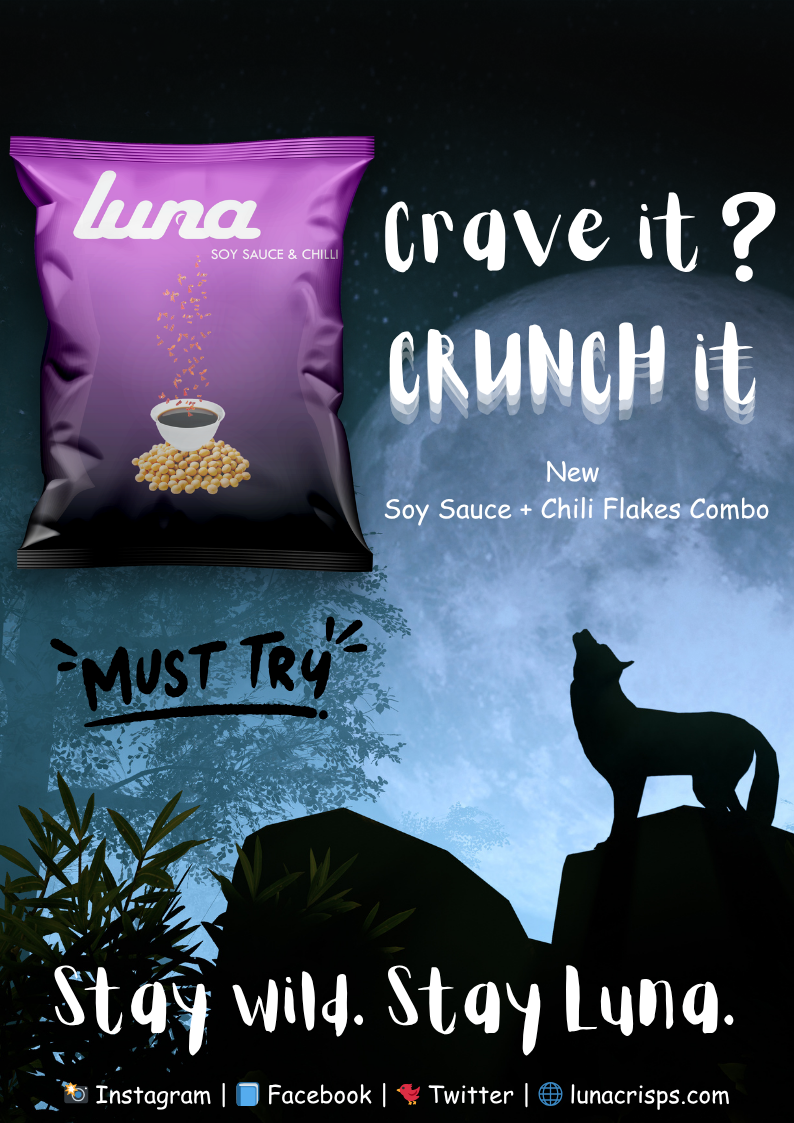 luna
SOY SAUCE & CHILLI
Crave it ?
CRUNCH it
New
Soy Sauce + Chili Flakes Combo
MUST TRY
Stay wild. Stay Luna.
📸 Instagram | 📘 Facebook | 🐦 Twitter | 🌐 lunacrisps.com